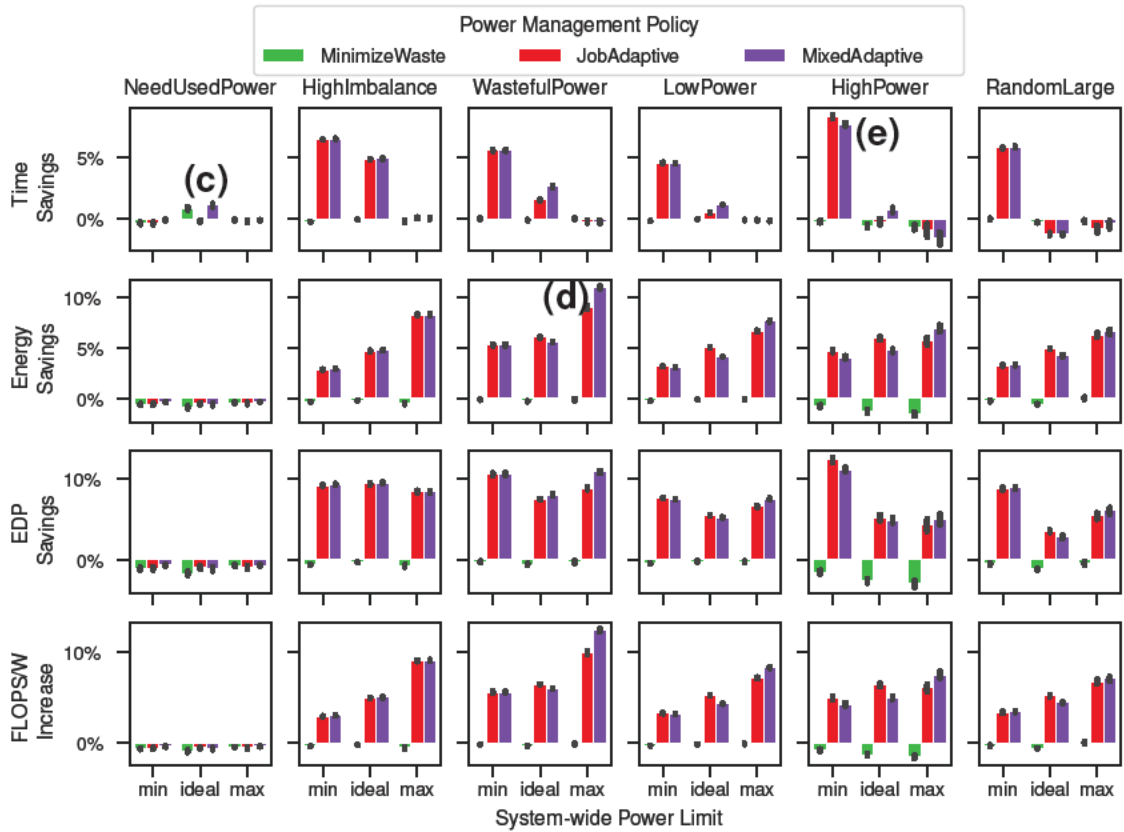 Power Management Policy
MinimizeWaste JobAdaptive MixedAdaptive
NeedUsedPower HighImbalance WastefulPower LowPower HighPower RandomLarge
Time
Savings
5%
0%
(c)
(e)
Energy
Savings
10%
5%
0%
(d)
EDP
Savings
10%
0%
FLOPS/W
Increase
10%
0%
min ideal max min ideal max min ideal max min ideal max min ideal max min ideal max
System-wide Power Limit